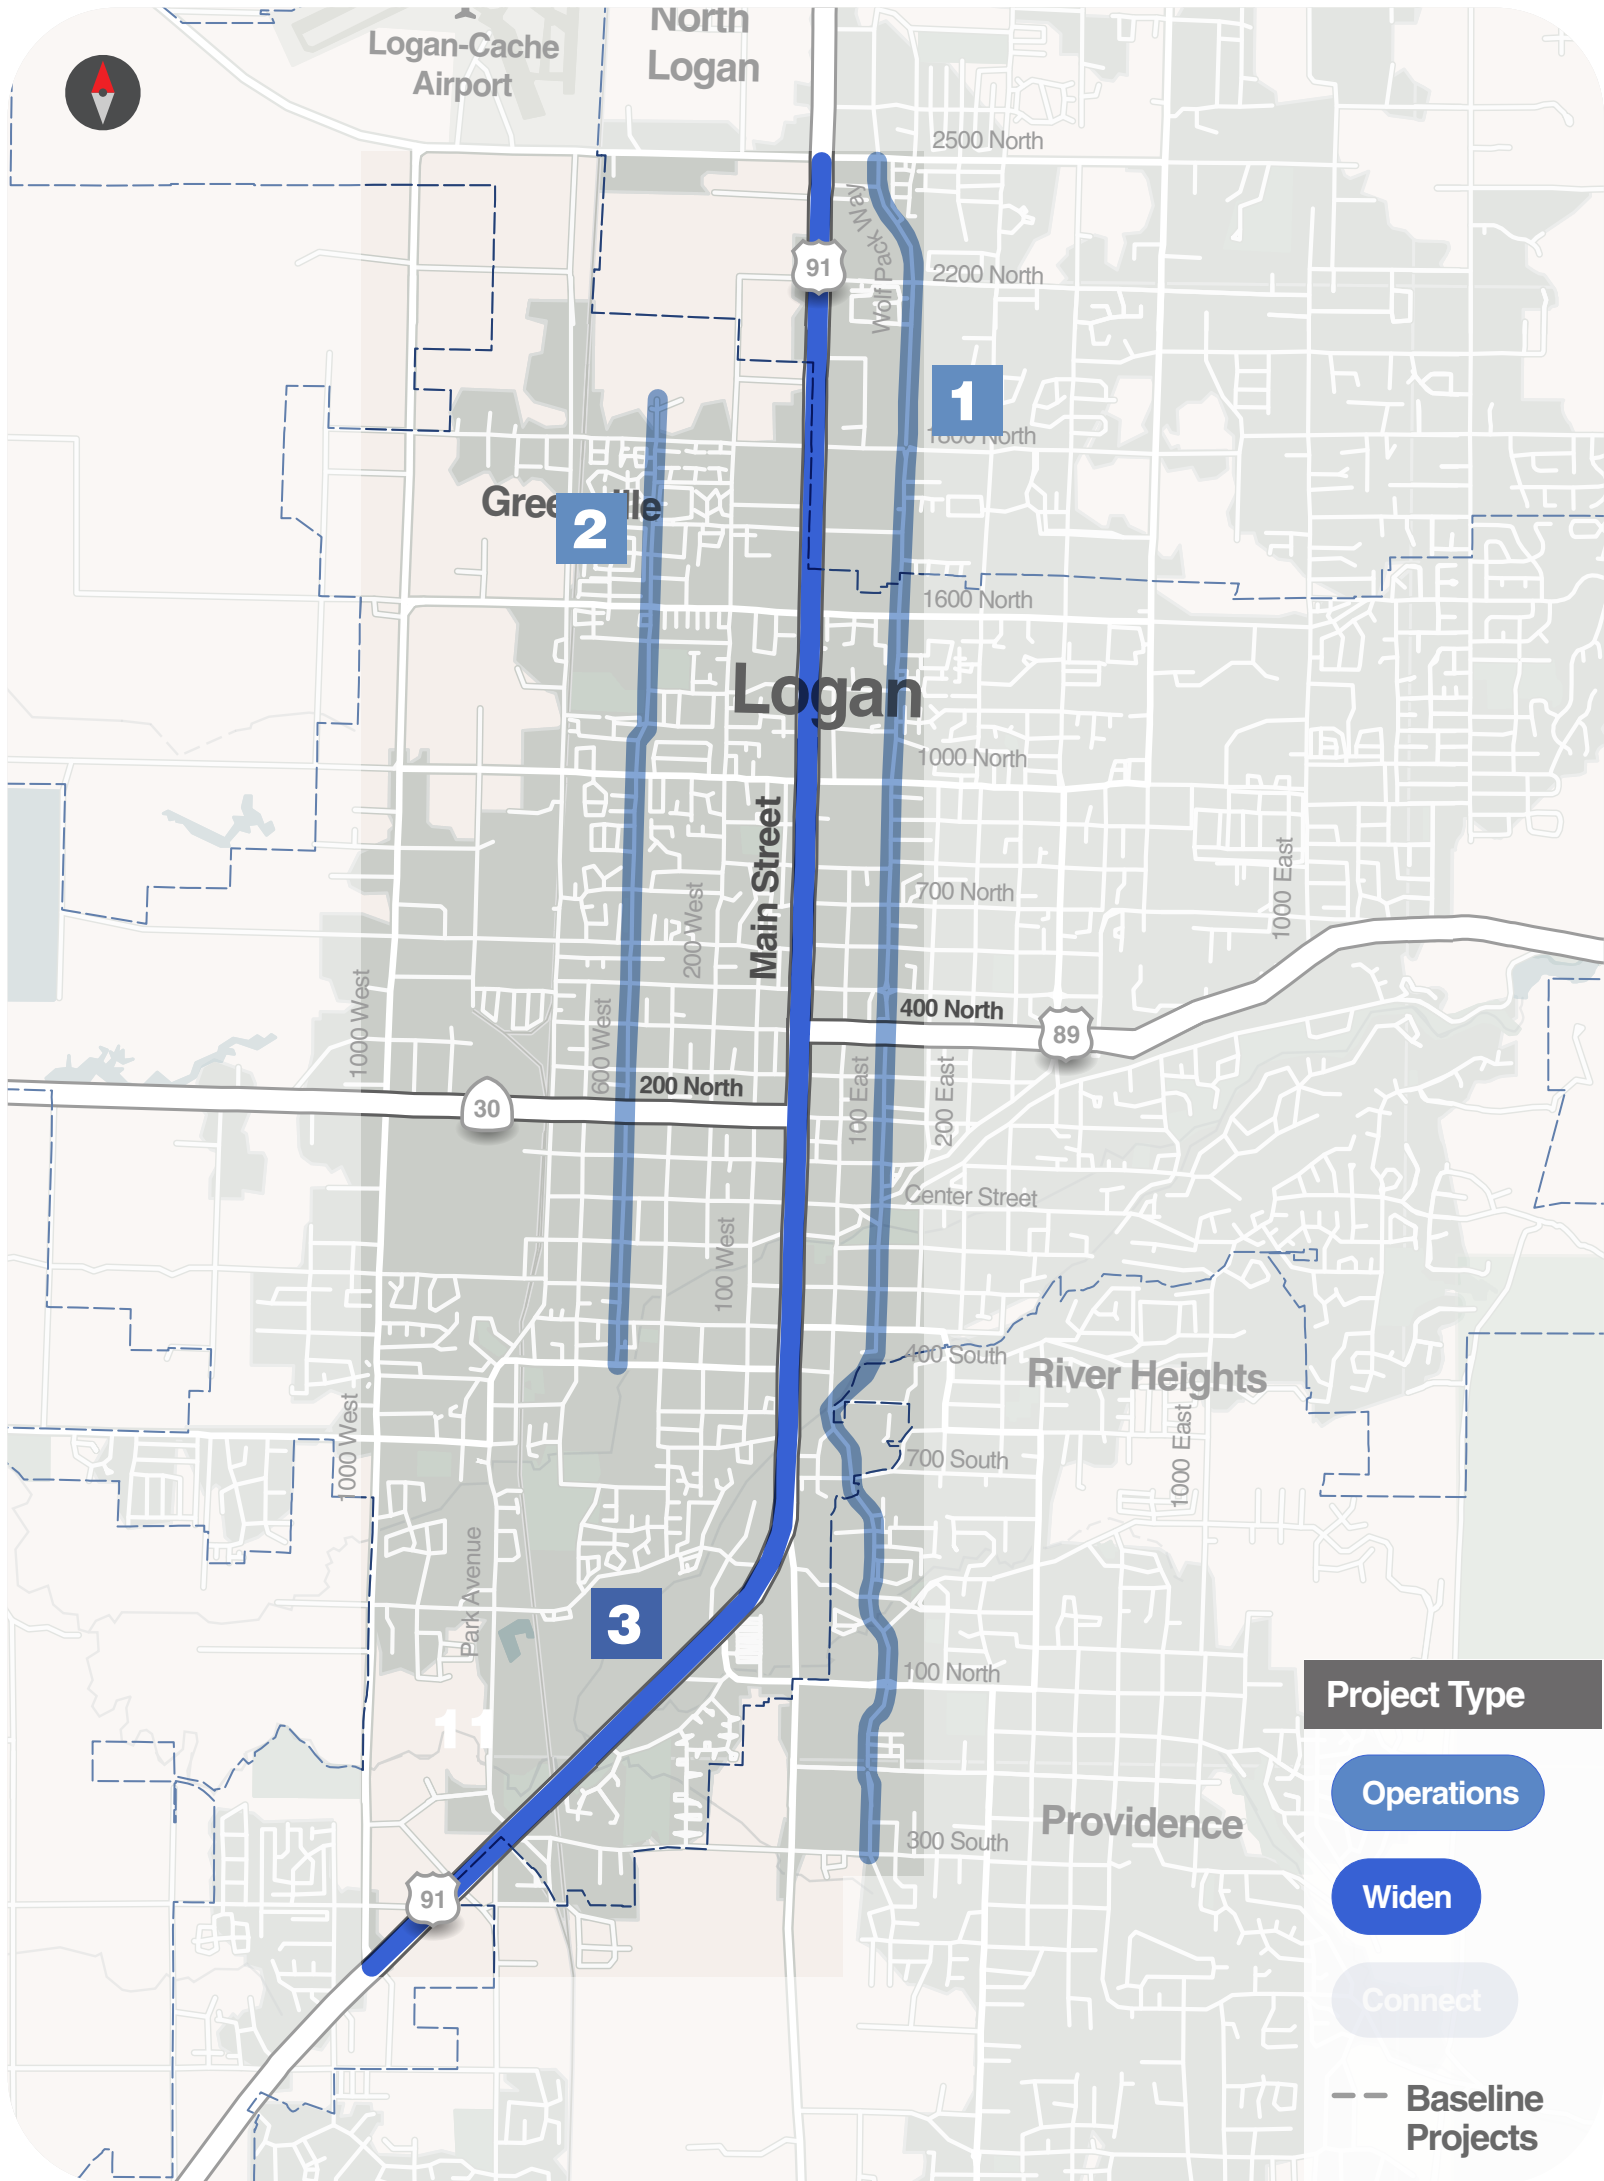 North
Logan
Logan-Cache
Airport
2500 North
Wolf Pack Way
91
2200 North
1
1800 North
2
1600 North
Logan
1000 North
Main Street
700 North
200 West
1000 East
1000 West
600 West
400 North
89
200 North
30
100 East
200 East
Center Street
100 West
400 South
River Heights
1000 West
1000 East
700 South
Park Avenue
3
100 North
11
Providence
300 South
91
Project Type
Operations
Widen
Connect
Baseline
Projects